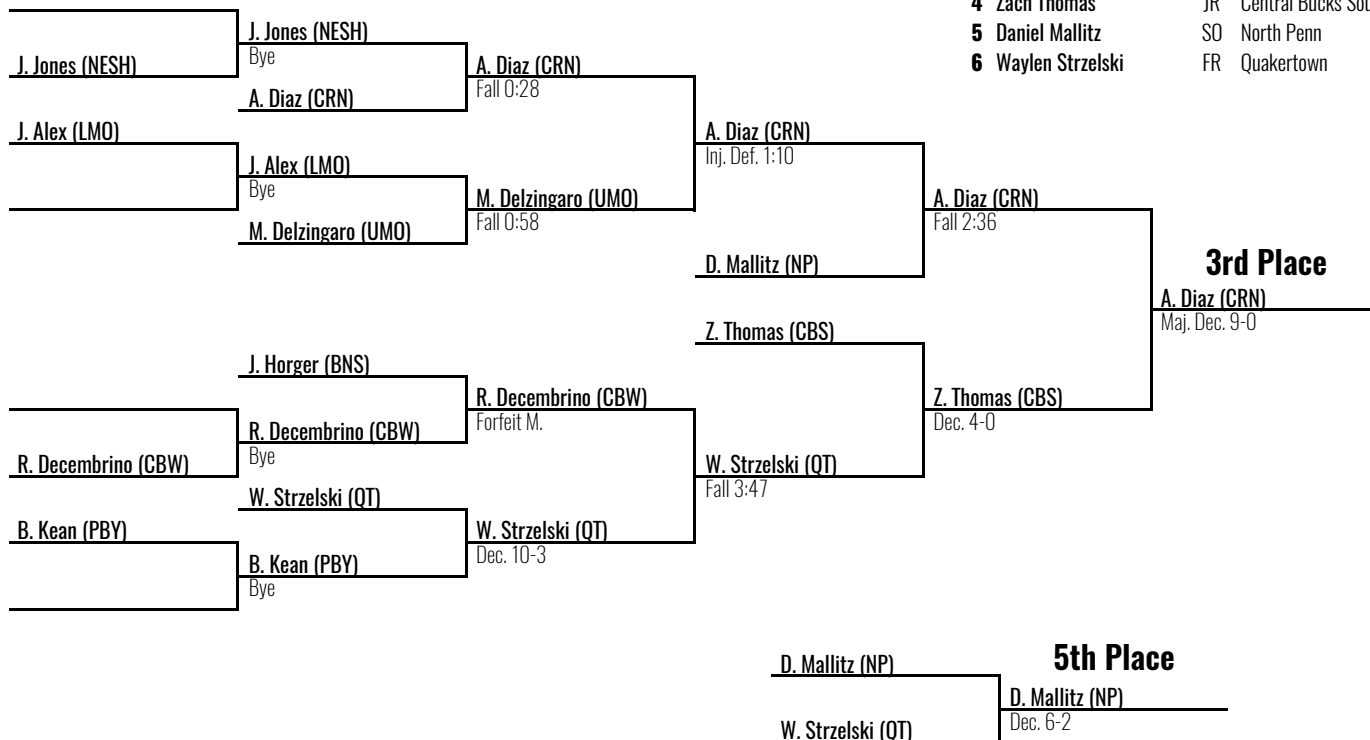 4 Zach Thomas JR Central Bucks
5 Daniel Mallitz SO North Penn
6 Waylen Strzelski FR Quakertown
J. Jones (NESH)
Bye
J. Jones (NESH)
A. Diaz (CRN)
Fall 0:28
A. Diaz (CRN)
J. Alex (LMO)
A. Diaz (CRN)
Inj. Def. 1:10
J. Alex (LMO)
Bye
M. Delzingaro (UMO)
Fall 0:58
A. Diaz (CRN)
Fall 2:36
M. Delzingaro (UMO)
D. Mallitz (NP)
3rd Place
A. Diaz (CRN)
Maj. Dec. 9-0
Z. Thomas (CBS)
J. Horger (BNS)
R. Decembrino (CBW)
Forfeit M.
Z. Thomas (CBS)
Dec. 4-0
R. Decembrino (CBW)
Bye
R. Decembrino (CBW)
W. Strzelski (QT)
Fall 3:47
W. Strzelski (QT)
B. Kean (PBY)
W. Strzelski (QT)
Dec. 10-3
B. Kean (PBY)
Bye
5th Place
D. Mallitz (NP)
D. Mallitz (NP)
Dec. 6-2
W. Strzelski (QT)